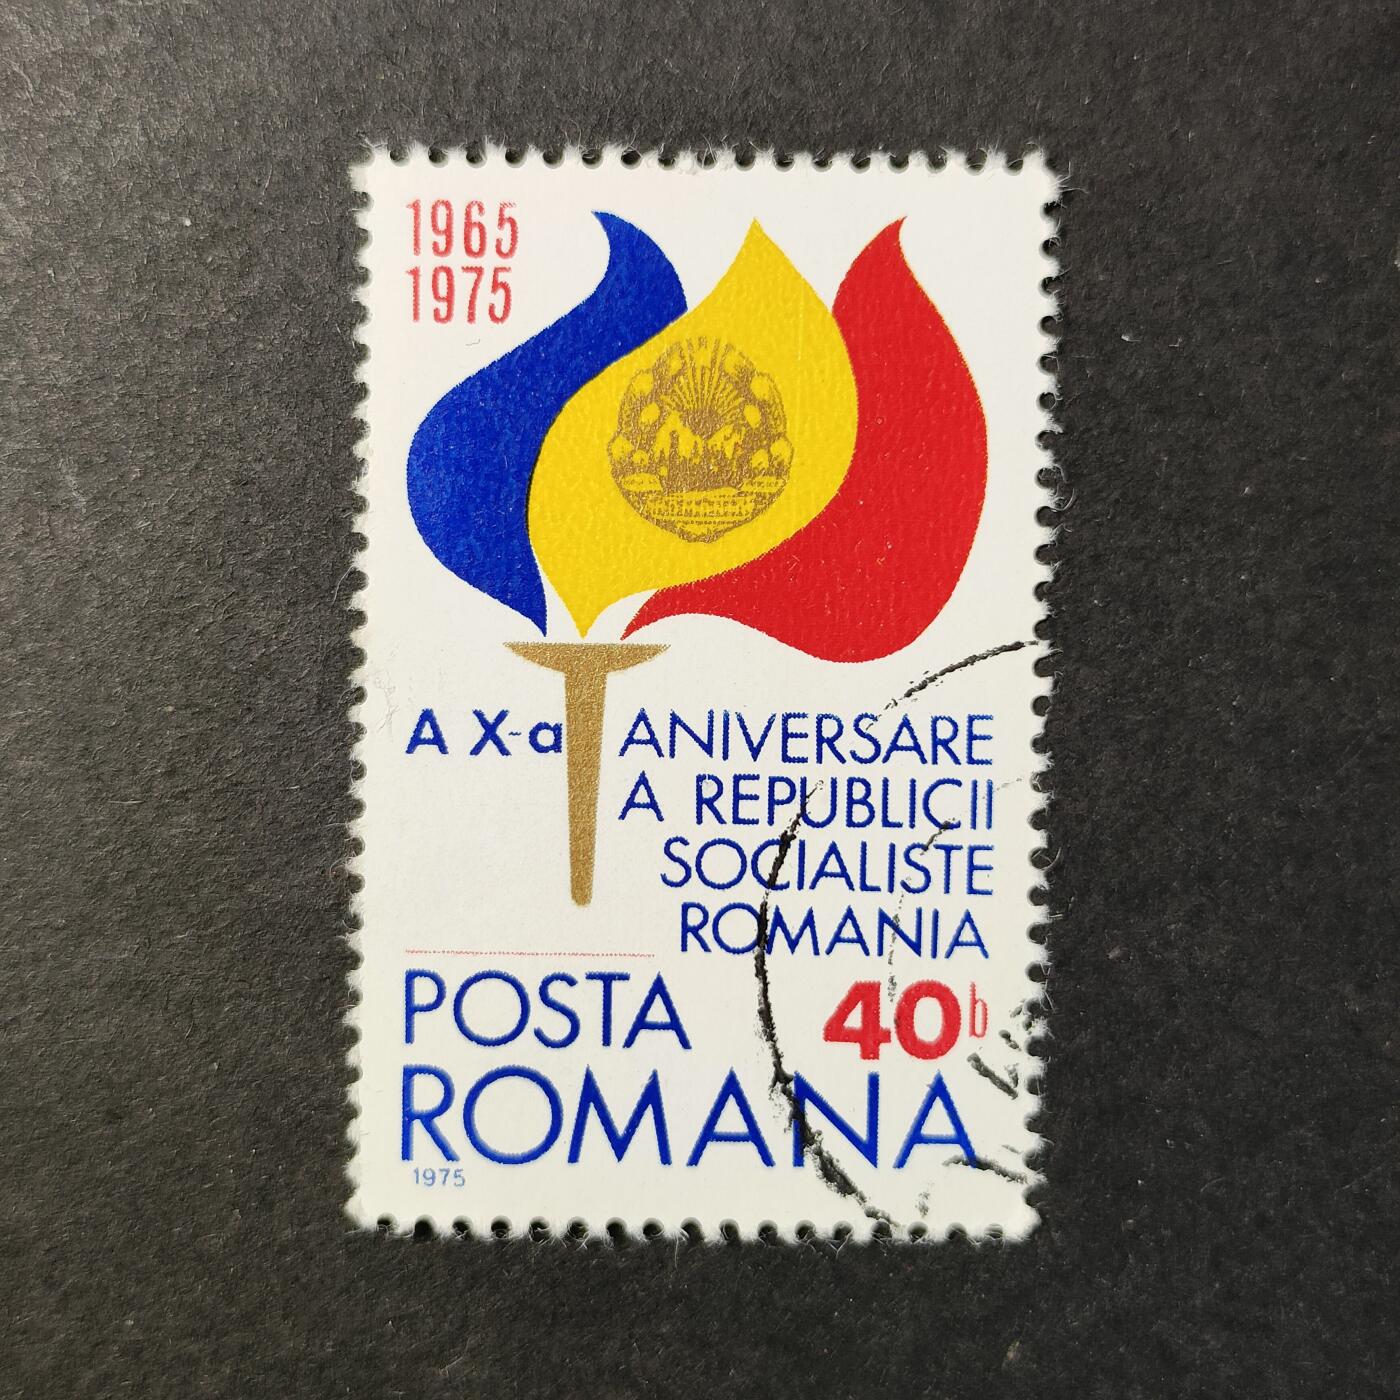 1965
1975
A X-a ANIVERSARE
A REPUBLICII
SOCIALISTE
ROMANIA
POSTA
40b
ROMANA
1975